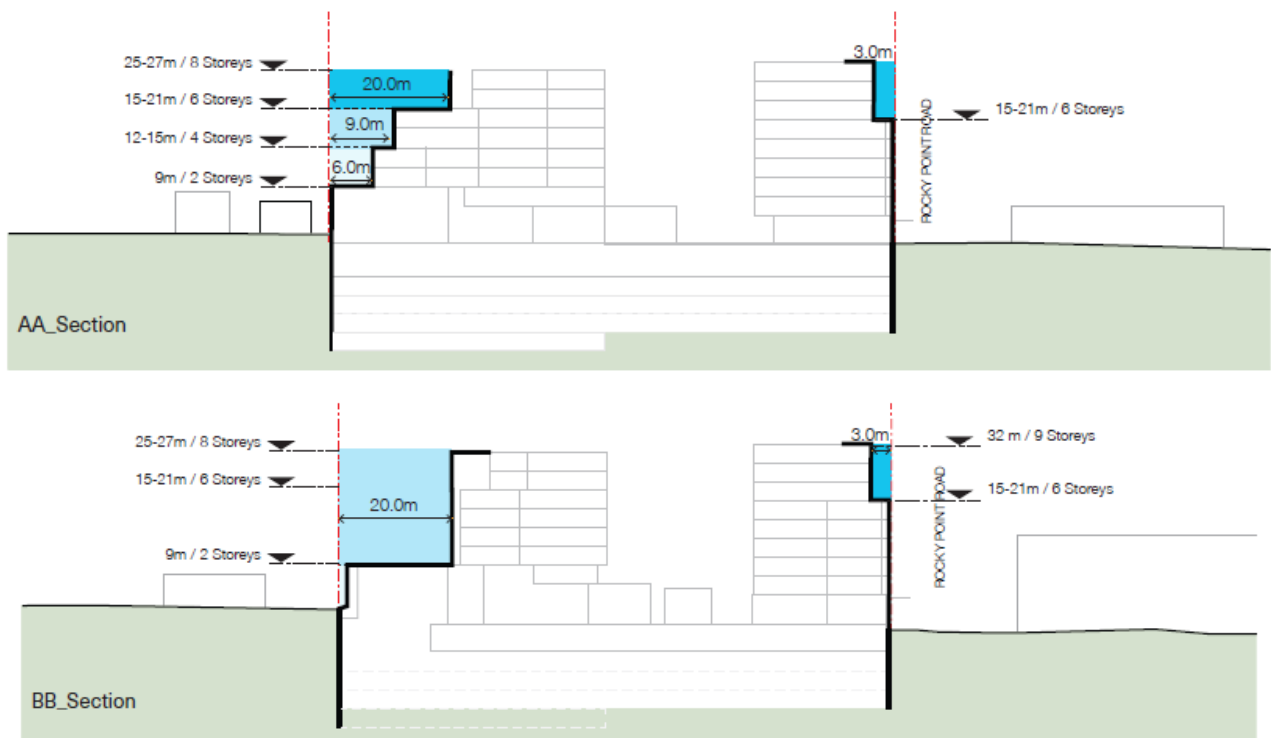 3.0m
25-27m / 8 Storeys
20.0m
15-21m / 6 Storeys
15-21m / 6 Storeys
9.0m
12-15m / 4 Storeys
6.0m
9m / 2 Storeys
ROCKY POINT ROAD
AA_Section
3.0m
32 m / 9 Storeys
25-27m / 8 Storeys
15-21m / 6 Storeys
15-21m / 6 Storeys
20.0m
9m / 2 Storeys
ROCKY POINT ROAD
BB_Section